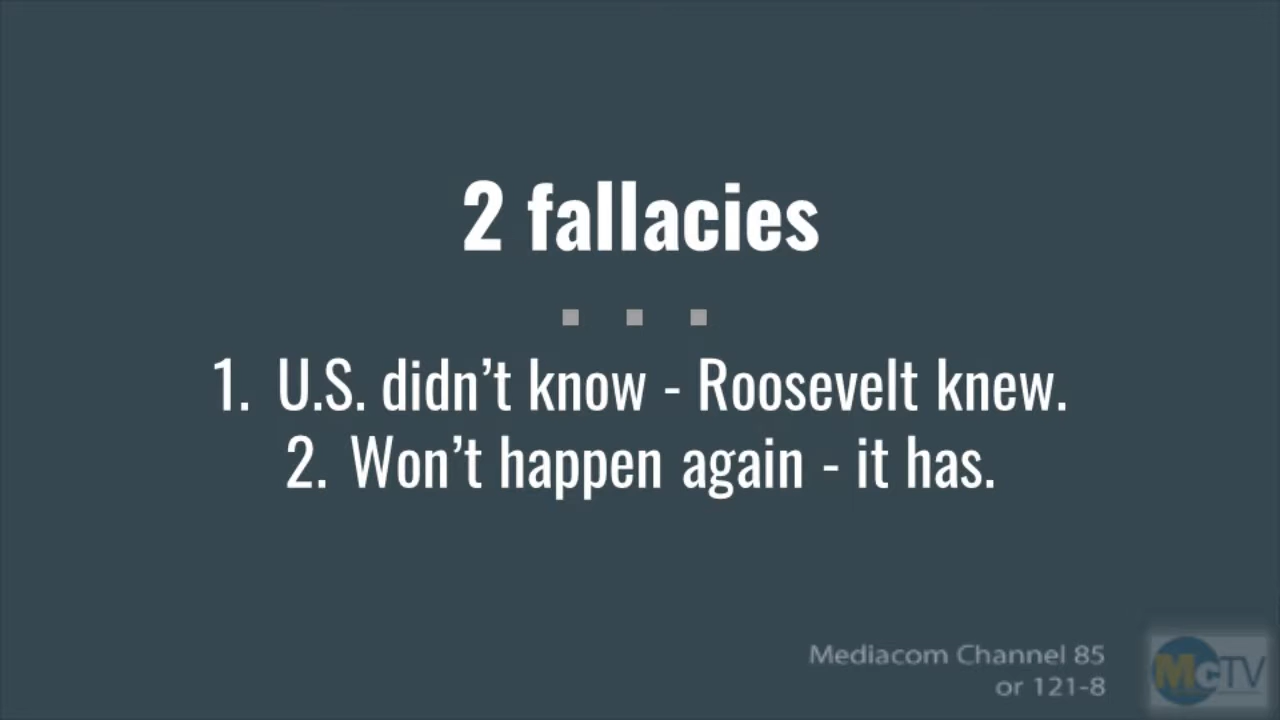 2 fallacies
1. U.S. didn’t know - Roosevelt knew.
2. Won’t happen again - it has.
Mediacom Channel 85
or 121-8
McTV